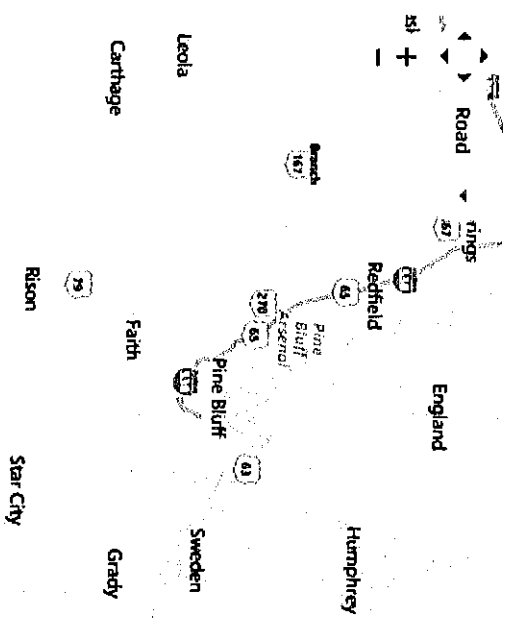 Road
rings
67
England
Redfield
Humphrey
65
Branch
167
Pine
Bluff
Arsenal
270
65
63
Pine Bluff
Sweden
Leola
Faith
Carthage
Grady
79
Rison
Star City